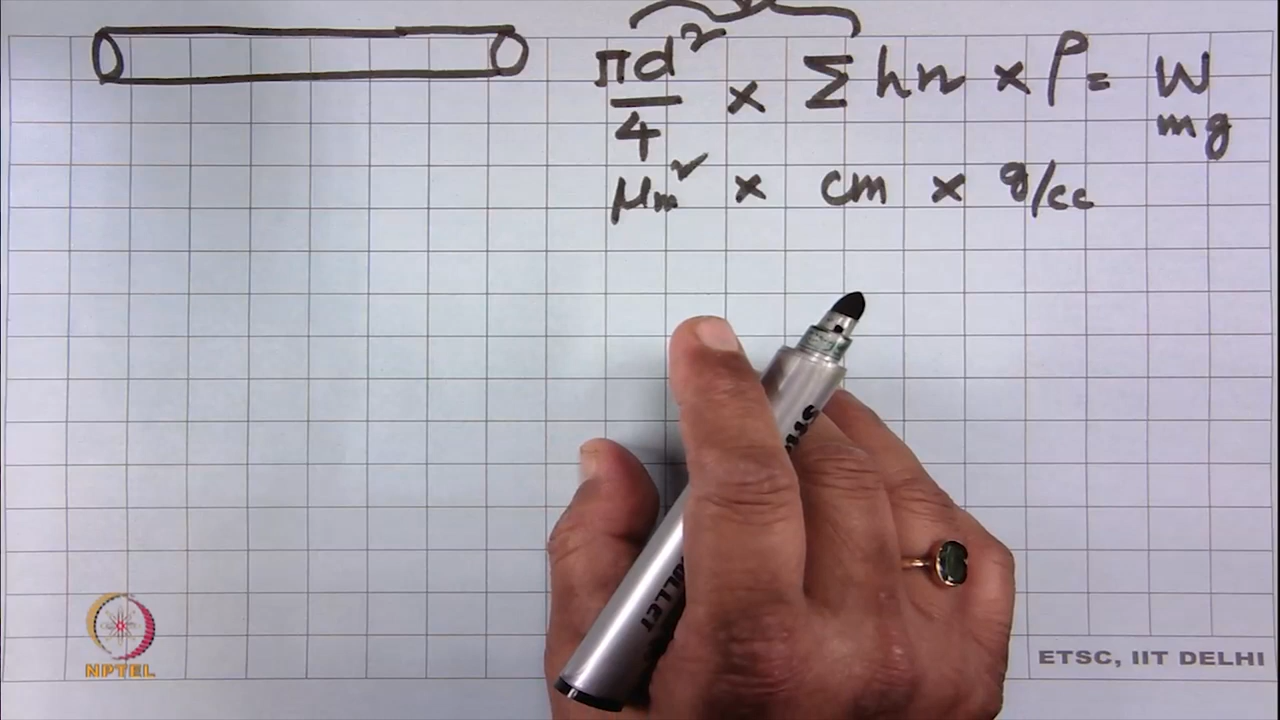 πd²/4 × Σhn × ρ = W
mg
μm² × cm × g/cc
NPTEL
ETSC, IIT DELHI